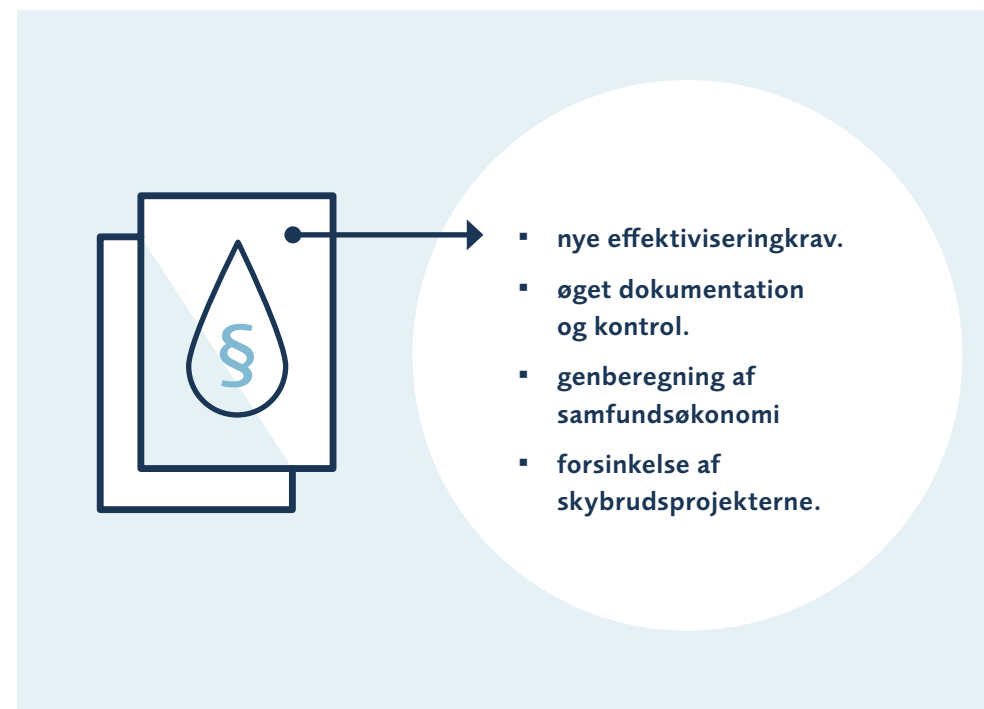 §
▪ nye effektiviseringkrav.
▪ øget dokumentation
og kontrol.
▪ genberegning af
samfundsøkonomi
▪ forsinkelse af
skybrudsprojekterne.